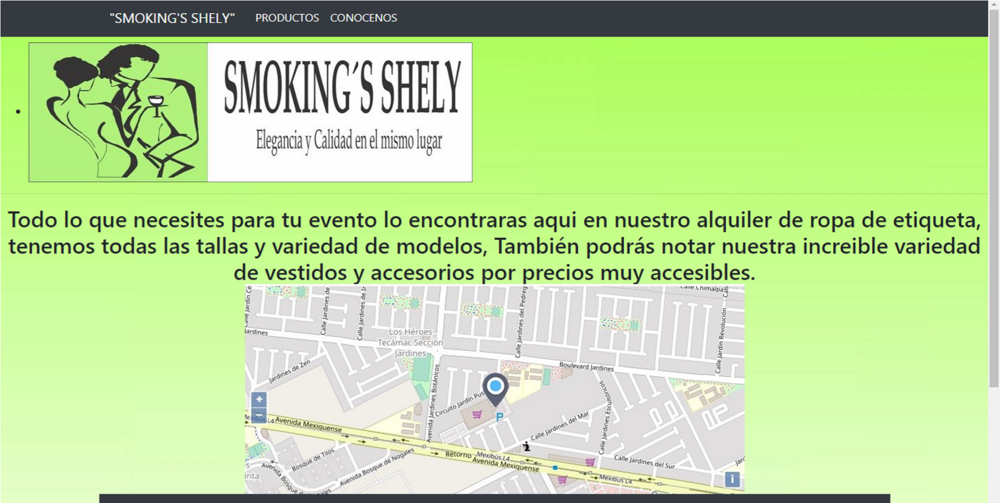 "SMOKING'S SHELY" PRODUCTOS CONOCENOS
SMOKING´S SHELY
Elegancia y Calidad en el mismo lugar
Todo lo que necesites para tu evento lo encontraras aqui en nuestro alquiler de ropa de etiqueta,
tenemos todas las tallas y variedad de modelos, También podrás notar nuestra increible variedad
de vestidos y accesorios por precios muy accesibles.
Calle Jardín Ce
Calle Jardines de
Calle Jardines de Ir
Calle Jardines del Pedreg
Calle Chimalpa
Calle Jardín Revolución
Jardines
Los Héroes
Tecámac Sección
Jardines
Jardines de Zen
Boulevard Jardines
Avenida Jardines Botánicos
Circuito Jardín Pus
Calle Jardines Escultóricos
+
−
P
Mexibús L4
Avenida Mexiquense
Calle Jardines del Mar
Bosque de Tilos
Avenida Bosque de Nogales
Retorno
Mexibús L4
Avenida Mexiquense
Calle Jardines del Sur
Jard
inta
Mexibús L4
i